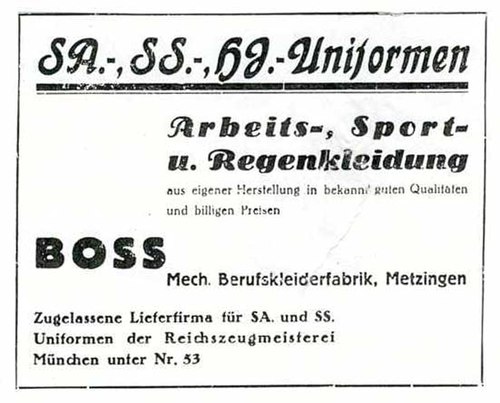 SA.-, SS.-, HJ.-Uniformen
Arbeits-, Sport-
u. Regenkleidung
aus eigener Herstellung in bekannt guten Qualitäten
und billigen Preisen
BOSS
Mech. Berufskleiderfabrik, Metzingen
Zugelassene Lieferfirma für SA. und SS.
Uniformen der Reichszeugmeisterei
München unter Nr. 53